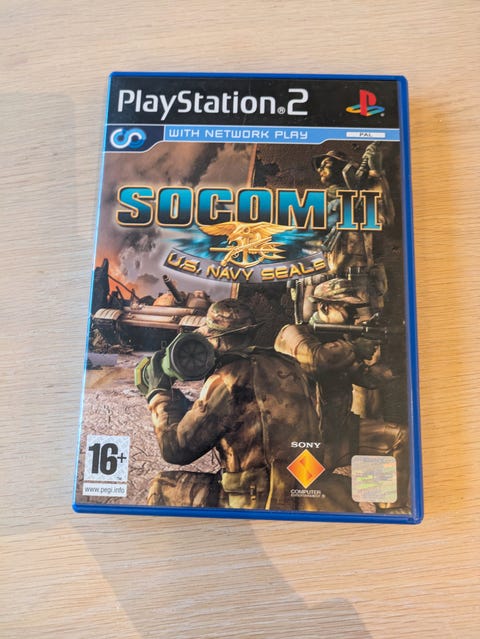 PlayStation®2
WITH NETWORK PLAY
PAL
SOCOM II
U.S. NAVY SEALS
16+
www.pegi.info
SONY
COMPUTER
ENTERTAINMENT®